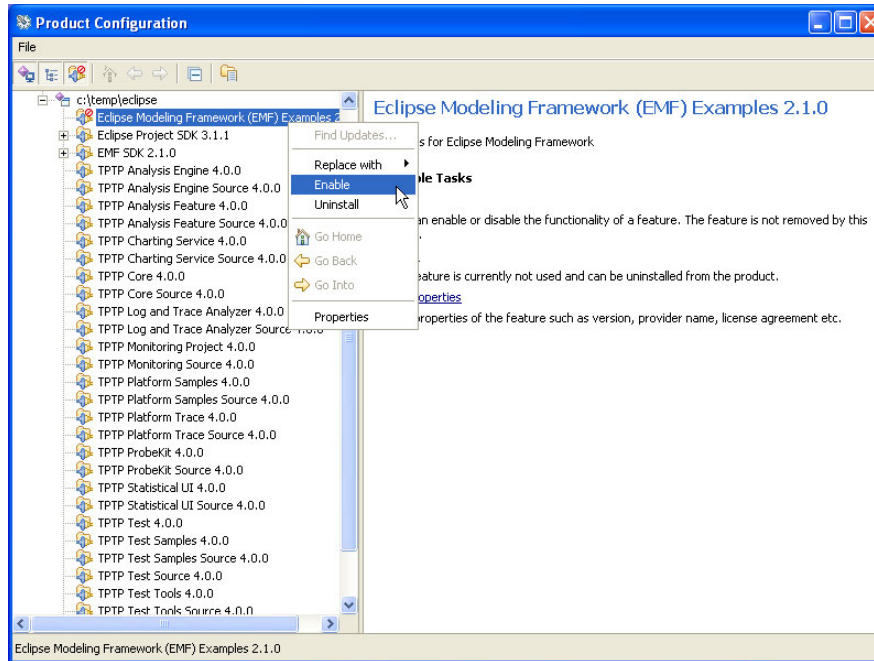 Product Configuration
File
c:\temp\eclipse
Eclipse Modeling Framework (EMF) Examples 2
Eclipse Project SDK 3.1.1
EMF SDK 2.1.0
TPTP Analysis Engine 4.0.0
TPTP Analysis Engine Source 4.0.0
TPTP Analysis Feature 4.0.0
TPTP Analysis Feature Source 4.0.0
TPTP Charting Service 4.0.0
TPTP Charting Service Source 4.0.0
TPTP Core 4.0.0
TPTP Core Source 4.0.0
TPTP Log and Trace Analyzer 4.0.0
TPTP Log and Trace Analyzer Source 4.0.0
TPTP Monitoring Project 4.0.0
TPTP Monitoring Source 4.0.0
TPTP Platform Samples 4.0.0
TPTP Platform Samples Source 4.0.0
TPTP Platform Trace 4.0.0
TPTP Platform Trace Source 4.0.0
TPTP ProbeKit 4.0.0
TPTP ProbeKit Source 4.0.0
TPTP Statistical UI 4.0.0
TPTP Statistical UI Source 4.0.0
TPTP Test 4.0.0
TPTP Test Samples 4.0.0
TPTP Test Samples Source 4.0.0
TPTP Test Source 4.0.0
TPTP Test Tools 4.0.0
TPTP Test Tools Source 4.0.0
Find Updates...
Replace with
Enable
Uninstall
Go Home
Go Back
Go Into
Properties
Eclipse Modeling Framework (EMF) Examples 2.1.0
s for Eclipse Modeling Framework
le Tasks
an enable or disable the functionality of a feature. The feature is not removed by this
eature is currently not used and can be uninstalled from the product.
operties
properties of the feature such as version, provider name, license agreement etc.
Eclipse Modeling Framework (EMF) Examples 2.1.0